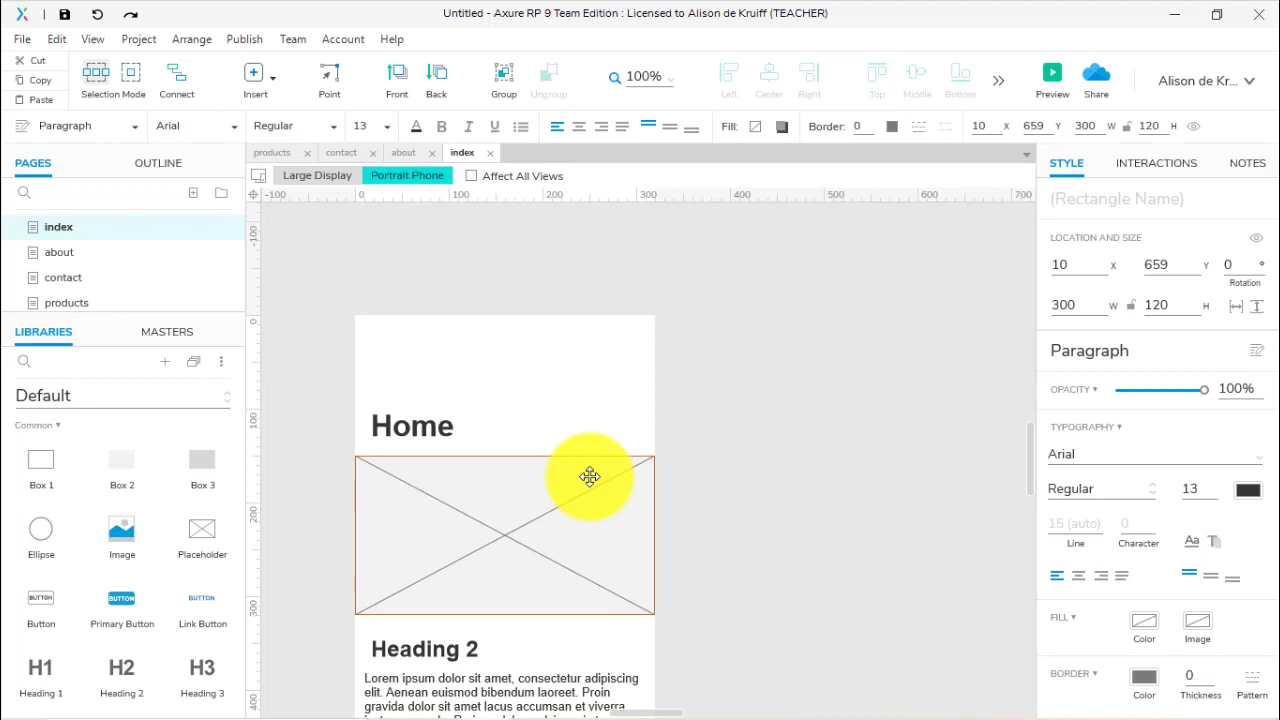 Untitled - Axure RP 9 Team Edition : Licensed to Alison de Kruiff (TEACHER)
File Edit View Project Arrange Publish Team Account Help
Cut
Copy
Paste
Selection Mode
Connect
Insert
Point
Front
Back
Group
Ungroup
100%
Left
Center
Right
Top
Middle
Bottom
Preview
Share
Alison de Kr...
Paragraph
Arial
Regular
13
Fill:
Border: 0
10 X 659 Y 300 W 120 H
PAGES
OUTLINE
index
about
contact
products
LIBRARIES
MASTERS
Default
Common
Box 1
Box 2
Box 3
Ellipse
Image
Placeholder
BUTTON
BUTTON
BUTTON
Button
Primary Button
Link Button
H1
H2
H3
Heading 1
Heading 2
Heading 3
products
contact
about
index
Large Display
Portrait Phone
Affect All Views
-100 0 100 200 300 400 500 600 700
-100
0
100
200
300
400
Home
Heading 2
Lorem ipsum dolor sit amet, consectetur adipiscing
elit. Aenean euismod bibendum laoreet. Proin
gravida dolor sit amet lacus accumsan et viverra
STYLE
INTERACTIONS
NOTES
(Rectangle Name)
LOCATION AND SIZE
10 X 659 Y 0 °
Rotation
300 W 120 H
Paragraph
OPACITY
100%
TYPOGRAPHY
Arial
Regular
13
15 (auto)
0
Line
Character
Aa
FILL
Color
Image
BORDER
0
Color
Thickness
Pattern